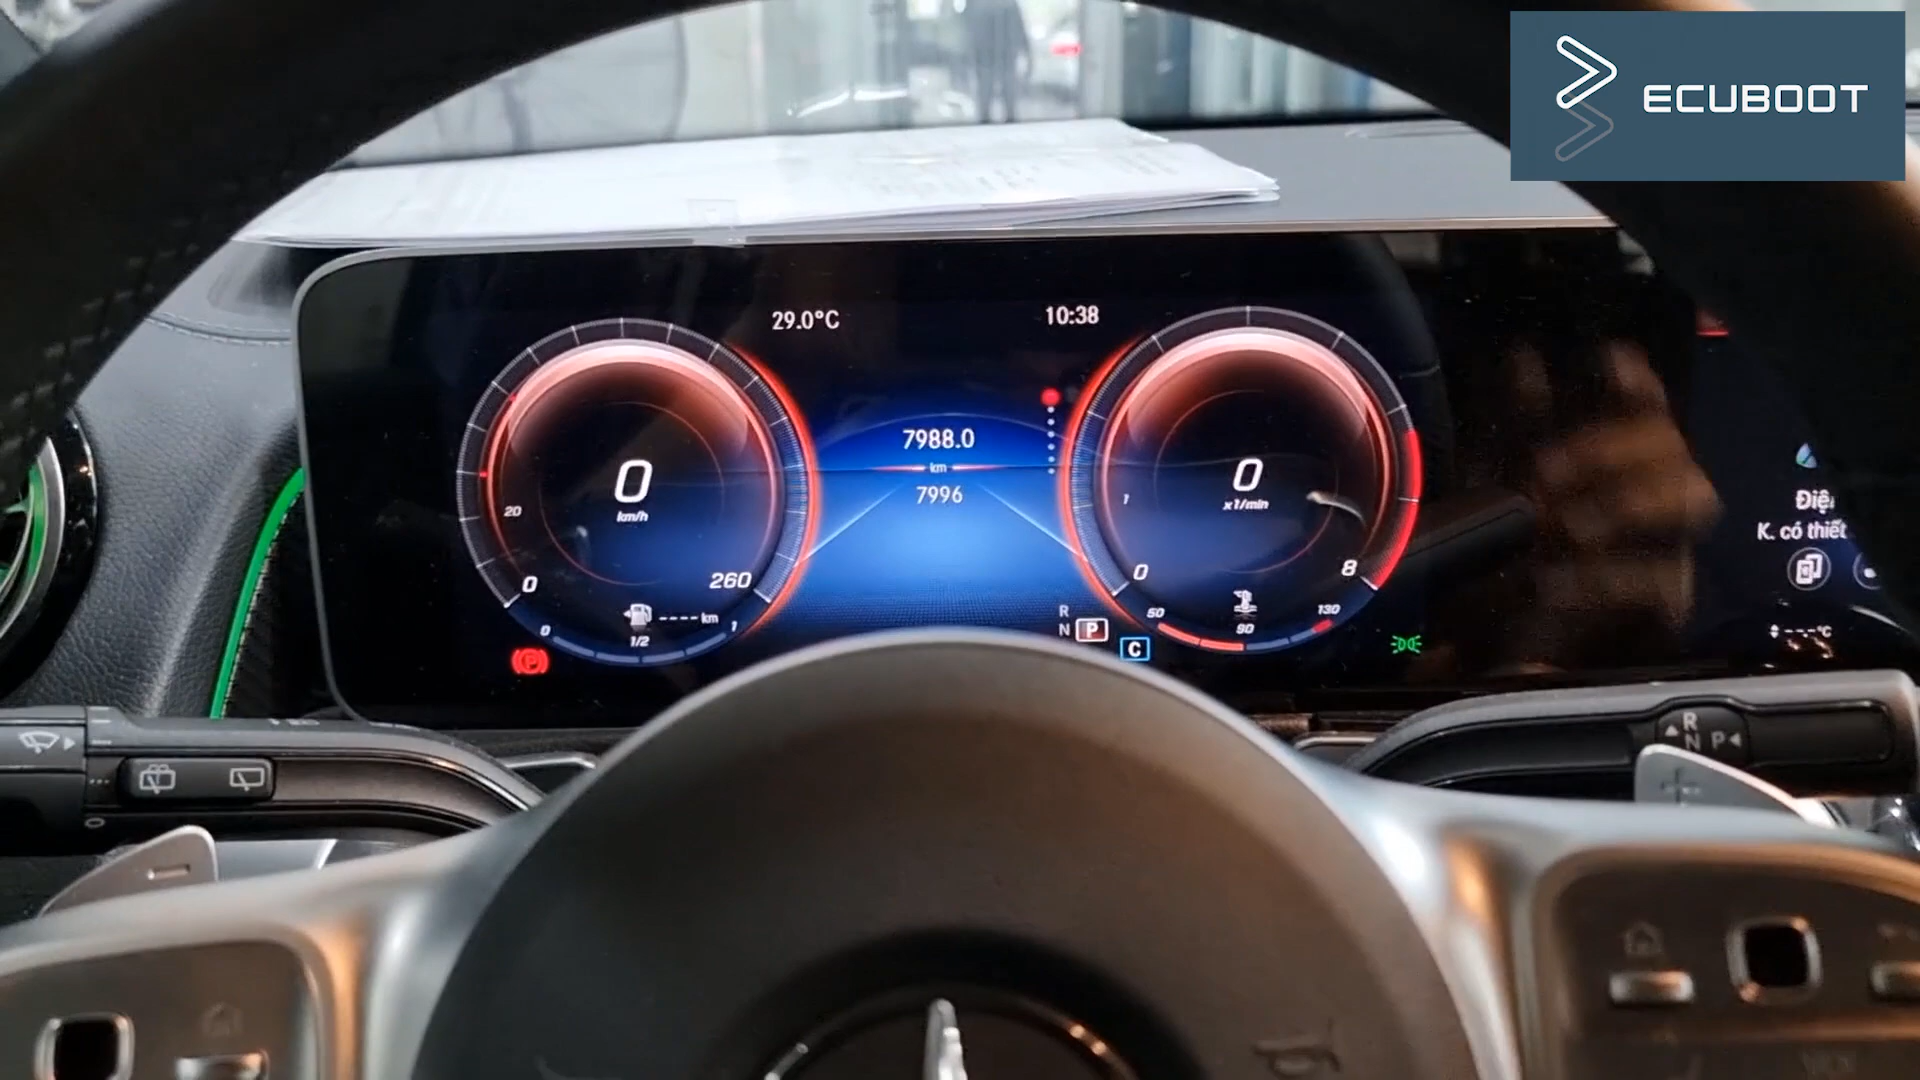 ECUBOOT
29.0°C
10:38
7988.0
km
7996
0
km/h
20
0
260
0
1/2
1
---- km
0
x1/min
1
0
8
50
90
130
R
N
P
C
(P)
Điệ
K. có thiết
---°C
R
N P